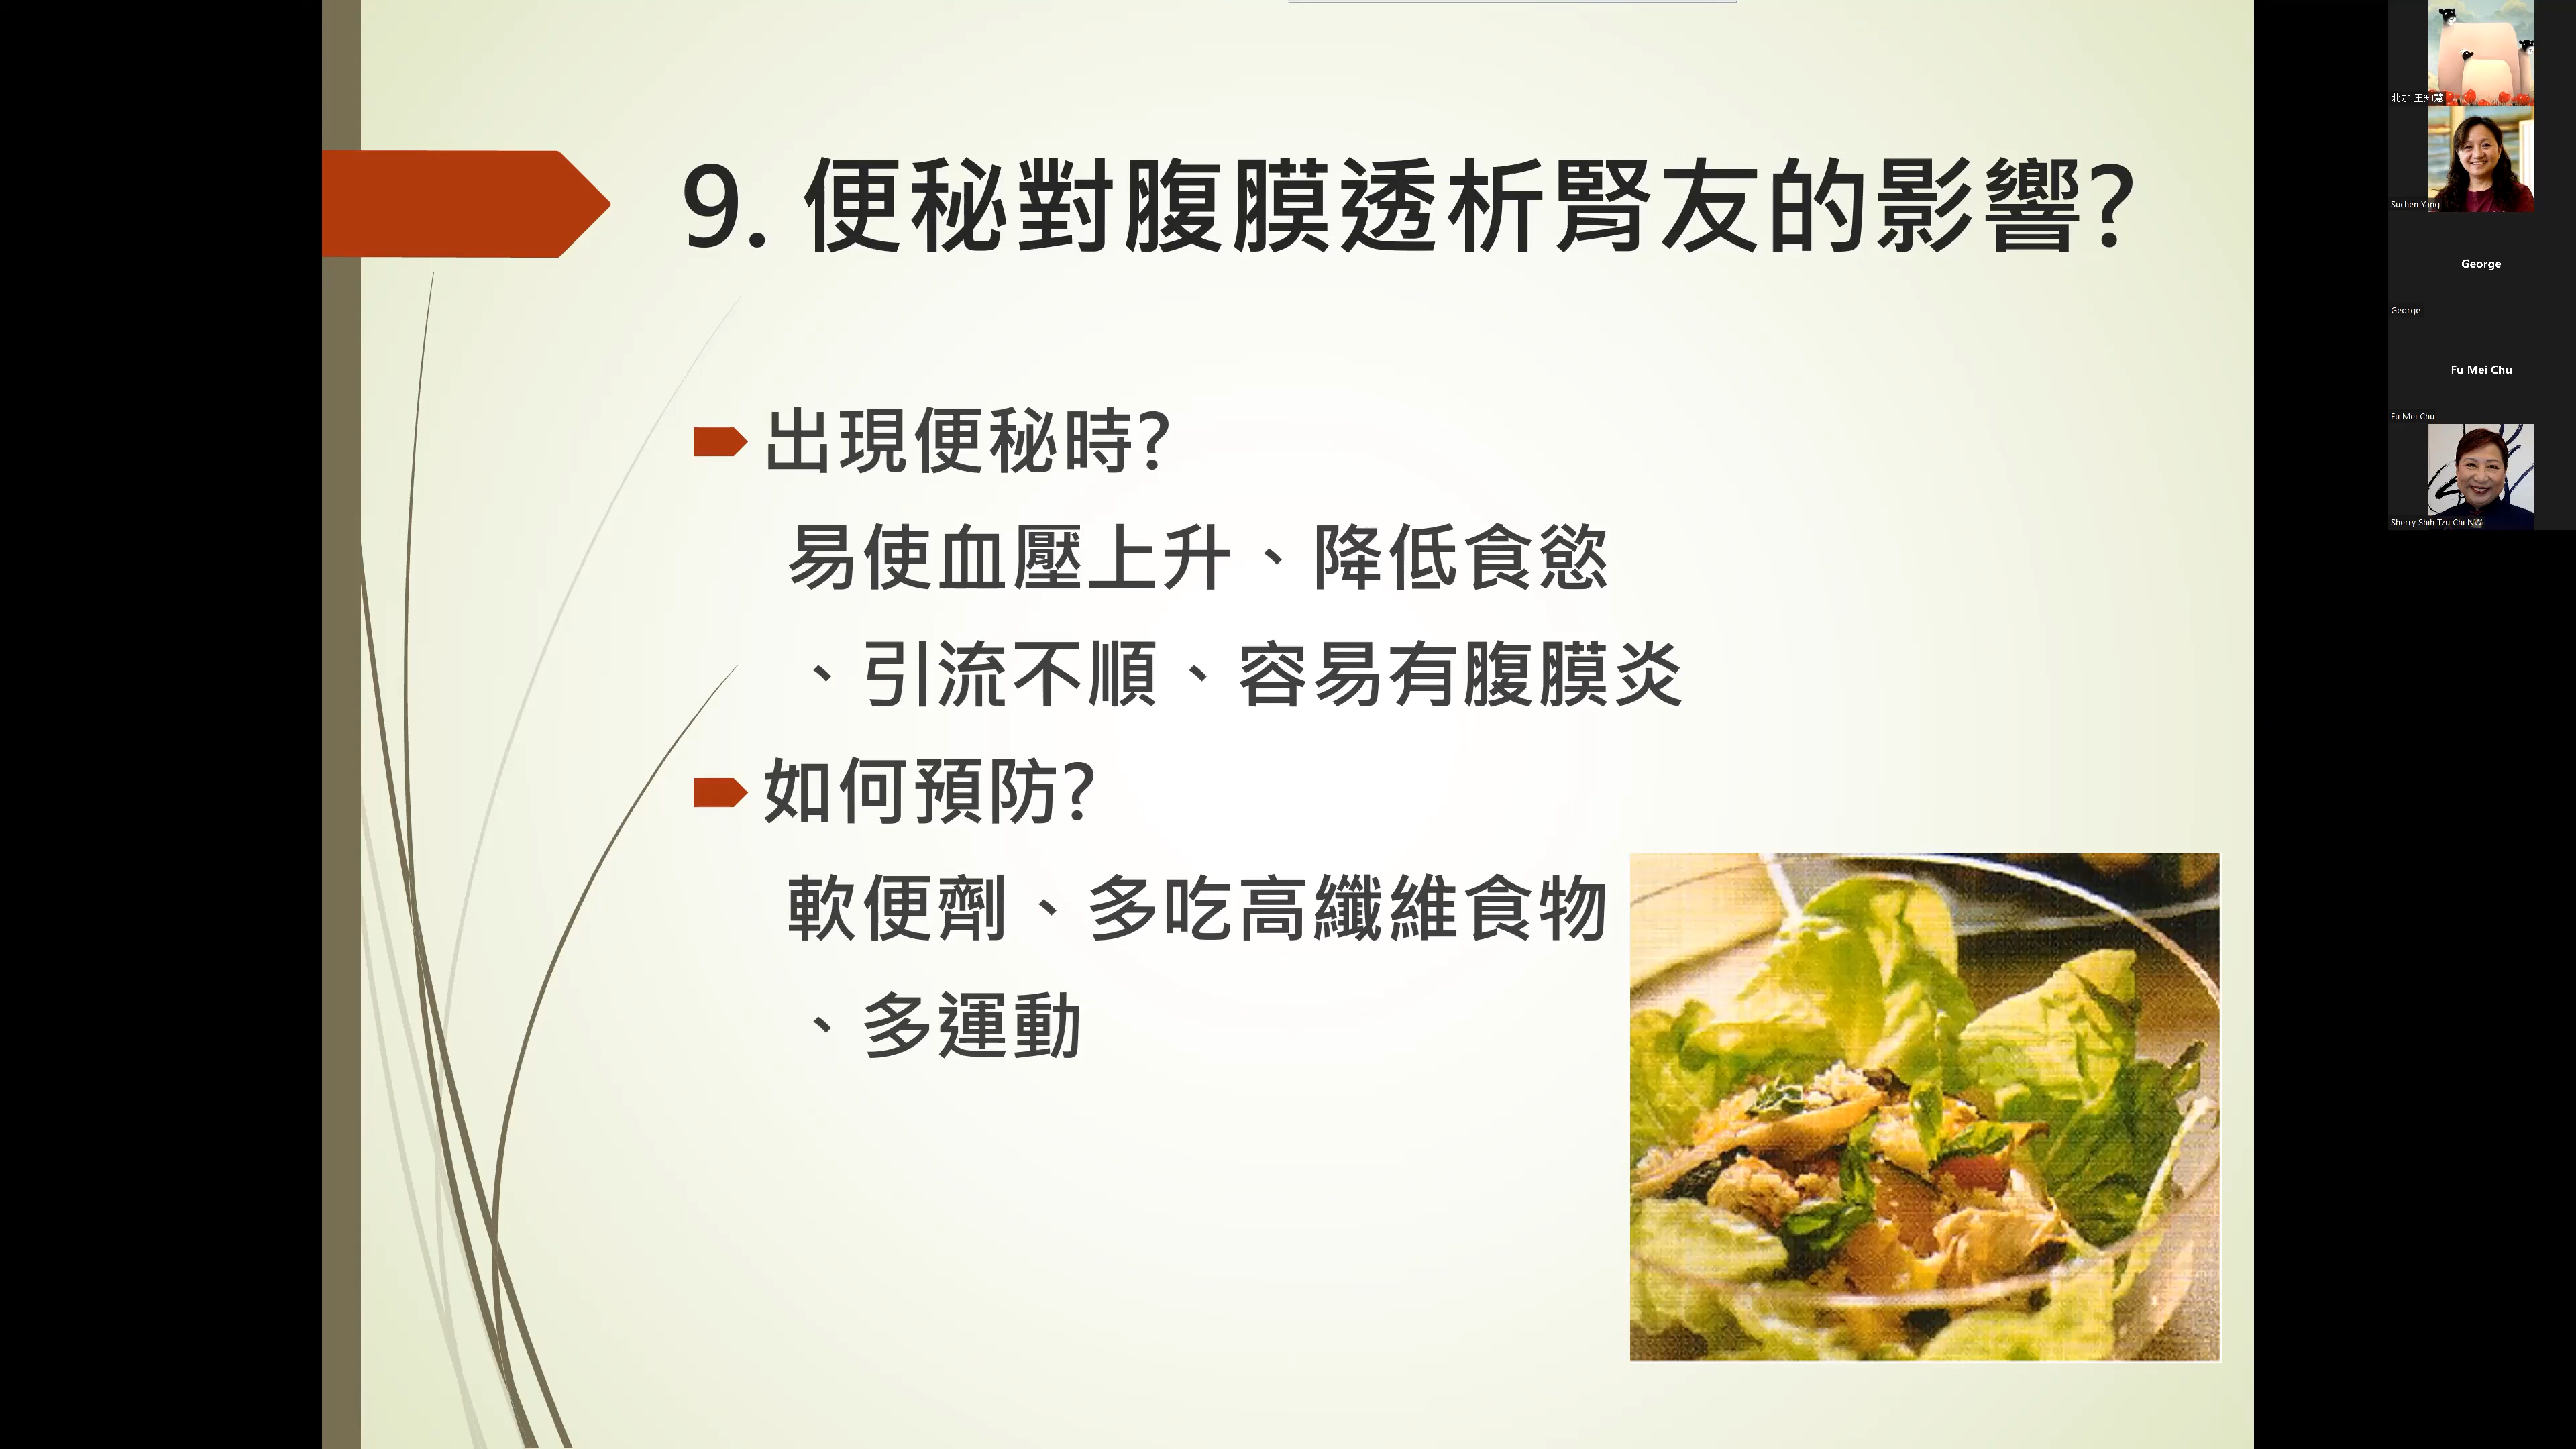 9. 便秘對腹膜透析腎友的影響?
出現便秘時?
易使血壓上升、降低食慾
、引流不順、容易有腹膜炎
如何預防?
軟便劑、多吃高纖維食物
、多運動
北加 王知慧
Suchen Yang
George
George
Fu Mei Chu
Fu Mei Chu
Sherry Shih Tzu Chi NW